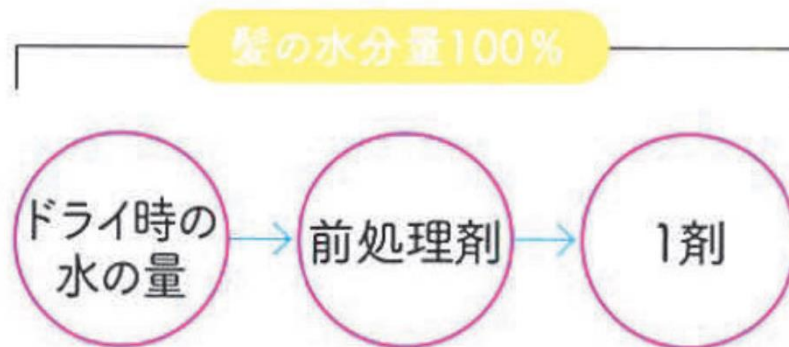 髪の水分量100%
ドライ時の
水の量
前処理剤
1剤